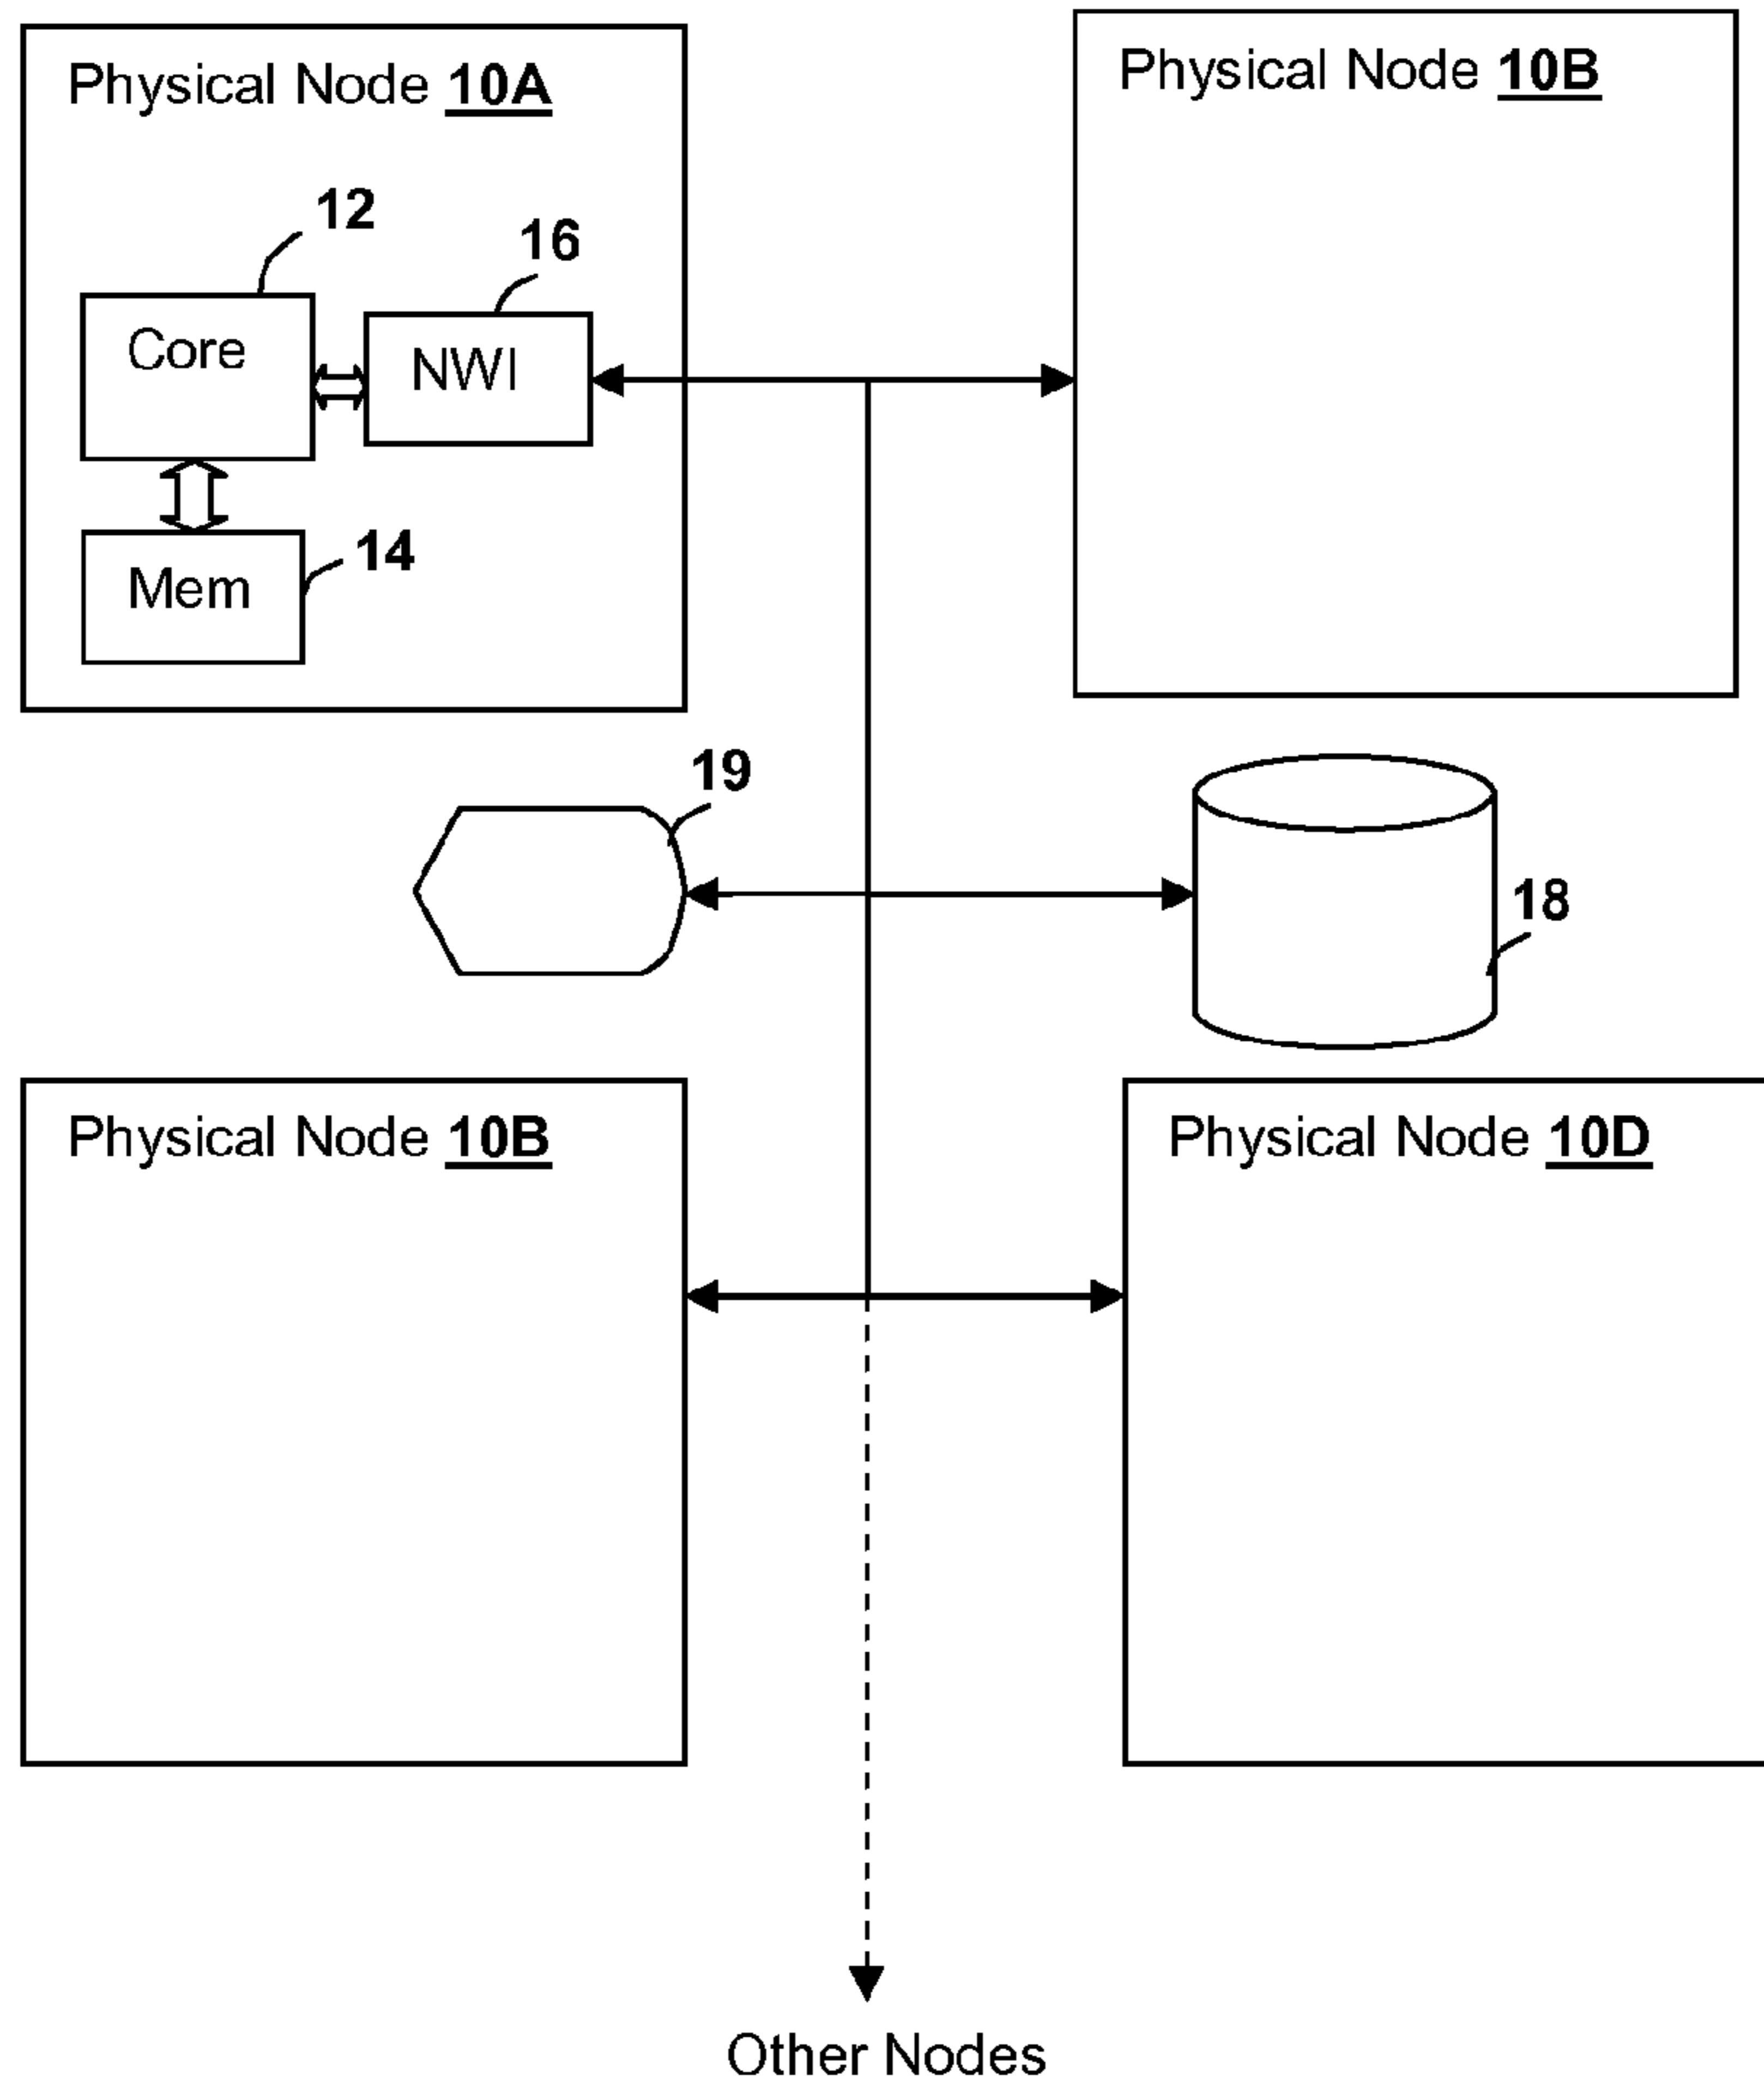 Physical Node 10A
Physical Node 10B
12
16
Core
NWI
14
Mem
19
18
Physical Node 10B
Physical Node 10D
Other Nodes